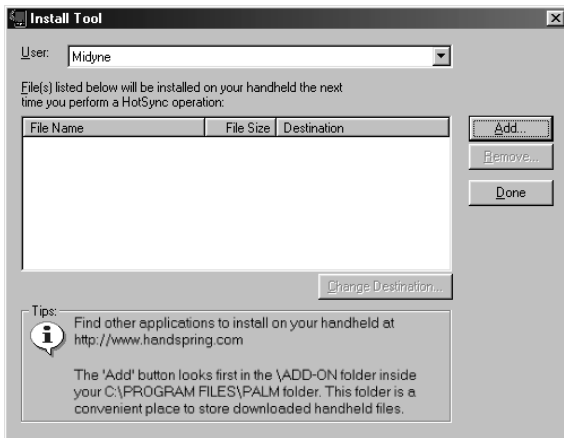 Install Tool
User: Midyne
File(s) listed below will be installed on your handheld the next
time you perform a HotSync operation:
File Name File Size Destination
Add...
Remove...
Done
Change Destination...
Tips:
Find other applications to install on your handheld at
http://www.handspring.com
The 'Add' button looks first in the \ADD-ON folder inside
your C:\PROGRAM FILES\PALM folder. This folder is a
convenient place to store downloaded handheld files.